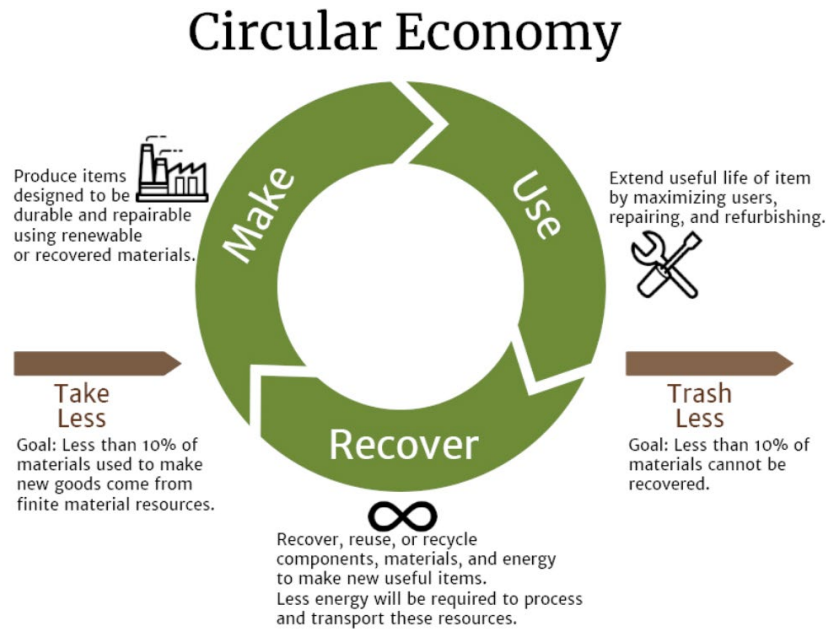 Circular Economy
Produce items
designed to be
durable and repairable
using renewable
or recovered materials.
Make
Use
Extend useful life of item
by maximizing users,
repairing, and refurbishing.
Take
Less
Goal: Less than 10% of
materials used to make
new goods come from
finite material resources.
Recover
Trash
Less
Goal: Less than 10% of
materials cannot be
recovered.
Recover, reuse, or recycle
components, materials, and energy
to make new useful items.
Less energy will be required to process
and transport these resources.